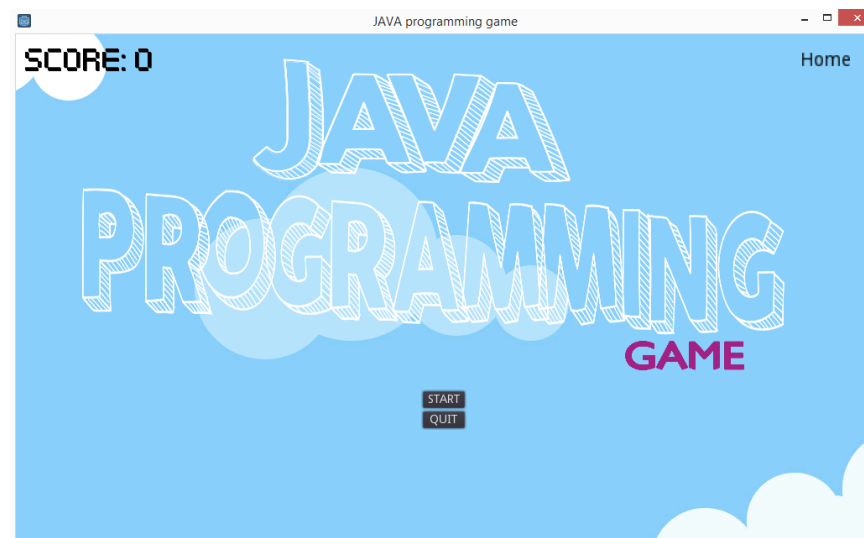 JAVA programming game
SCORE: 0
Home
JAVA
PROGRAMMING
GAME
START
QUIT